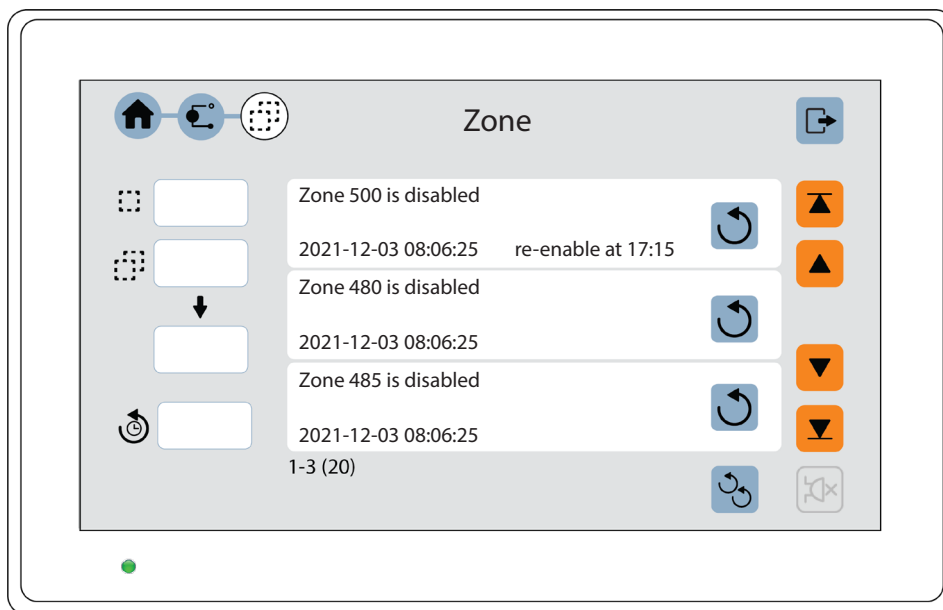 Zone
Zone 500 is disabled
2021-12-03 08:06:25 re-enable at 17:15
Zone 480 is disabled
2021-12-03 08:06:25
Zone 485 is disabled
2021-12-03 08:06:25
1-3 (20)